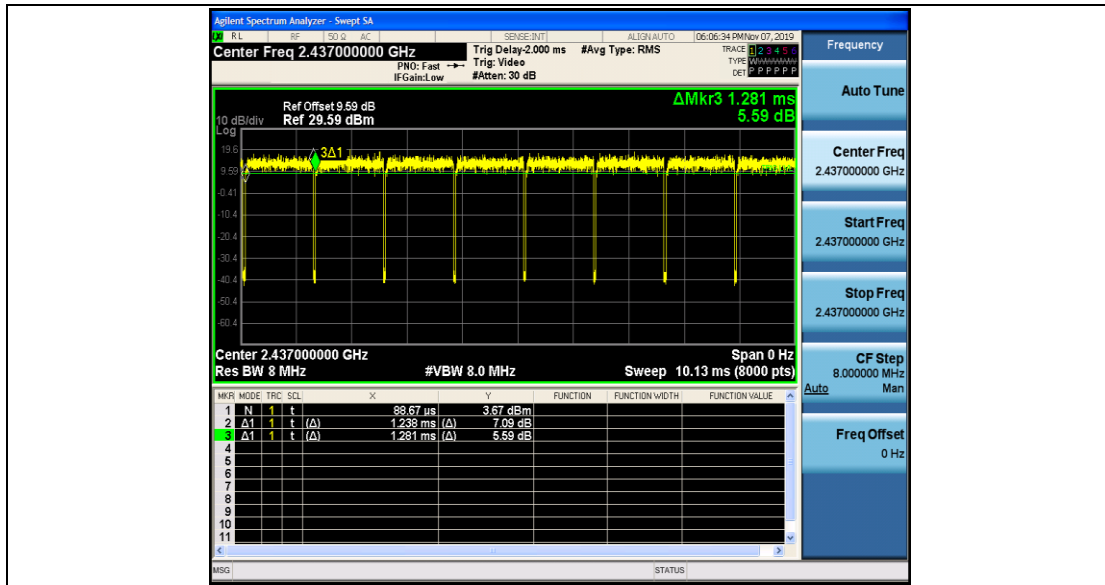 Agilent Spectrum Analyzer - Swept SA
RL RF 50 Ω AC SENSE:INT ALIGN AUTO 06:06:34 PM Nov 07, 2019
Center Freq 2.437000000 GHz
PNO: Fast
IFGain:Low
Trig Delay-2.000 ms
Trig: Video
#Atten: 30 dB
#Avg Type: RMS
TRACE 1 2 3 4 5 6
TYPE
DET P P P P P P
Ref Offset 9.59 dB
Ref 29.59 dBm
10 dB/div
Log
ΔMkr3 1.281 ms
5.59 dB
3Δ1
19.6
9.59
-0.41
-10.4
-20.4
-30.4
-40.4
-50.4
-60.4
Center 2.437000000 GHz Span 0 Hz
Res BW 8 MHz #VBW 8.0 MHz Sweep 10.13 ms (8000 pts)
MKR MODE TRC SCL X Y FUNCTION FUNCTION WIDTH FUNCTION VALUE
1 N 1 t 88.67 us 3.67 dBm
2 Δ1 1 t (Δ) 1.238 ms (Δ) 7.09 dB
3 Δ1 1 t (Δ) 1.281 ms (Δ) 5.59 dB
4
5
6
7
8
9
10
11
MSG STATUS
Frequency
Auto Tune
Center Freq
2.437000000 GHz
Start Freq
2.437000000 GHz
Stop Freq
2.437000000 GHz
CF Step
8.000000 MHz
Auto Man
Freq Offset
0 Hz